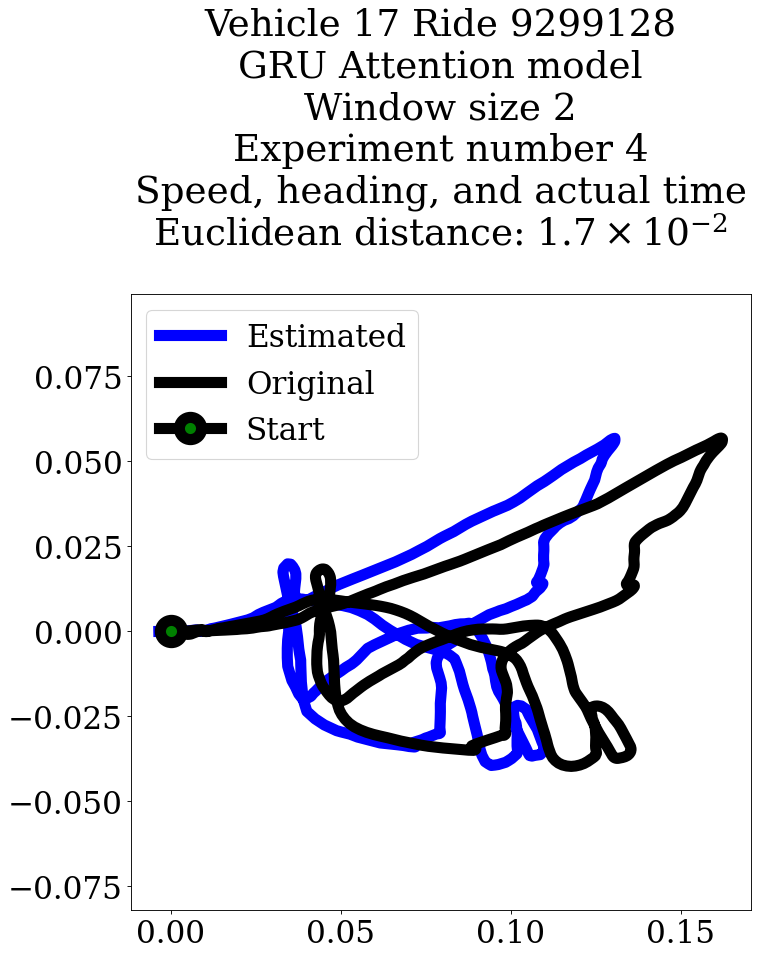 Vehicle 17 Ride 9299128
GRU Attention model
Window size 2
Experiment number 4
Speed, heading, and actual time
Euclidean distance: 1.7 × 10⁻²
Estimated
Original
Start
0.075
0.050
0.025
0.000
−0.025
−0.050
−0.075
0.00 0.05 0.10 0.15